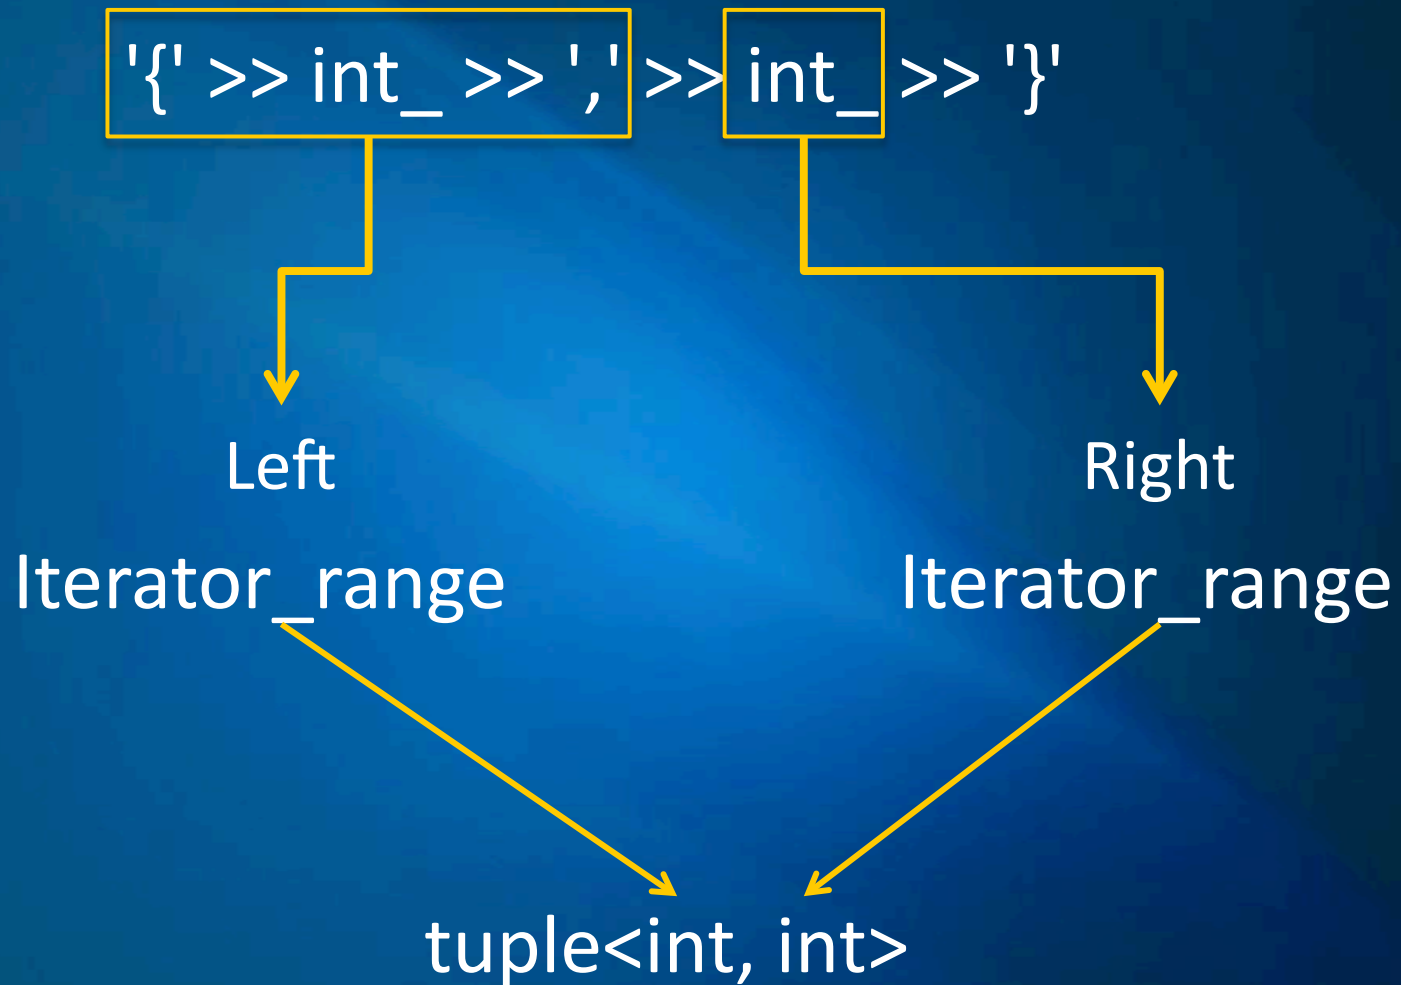 '{' >> int_ >> ',' >> int_ >> '}'
Left
Right
Iterator_range
Iterator_range
tuple<int, int>